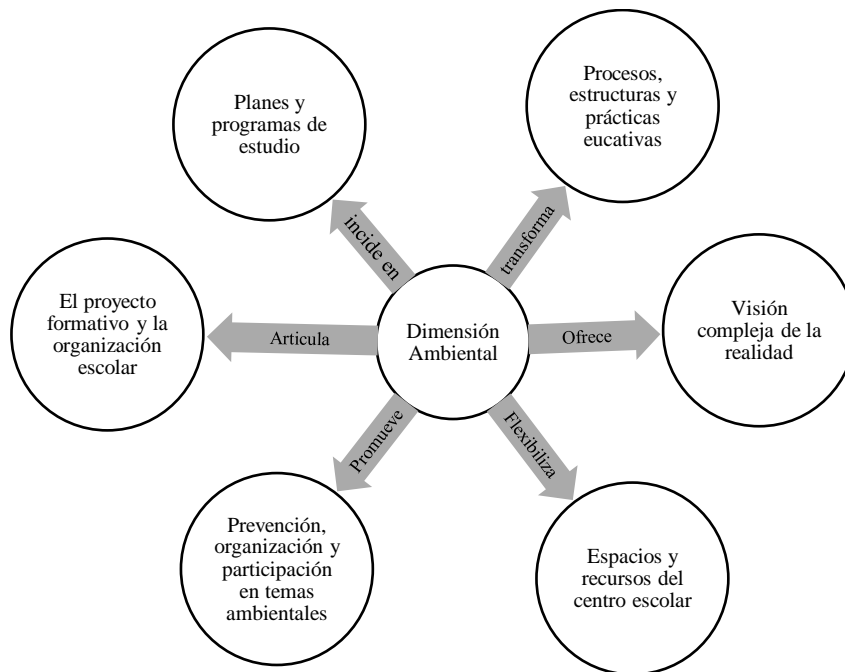 Planes y
programas de
estudio
Procesos,
estructuras y
prácticas
eucativas
incide en
transforma
El proyecto
formativo y la
organización
escolar
Articula
Dimensión
Ambiental
Ofrece
Visión
compleja de la
realidad
Promueve
Flexibiliza
Prevención,
organización y
participación
en temas
ambientales
Espacios y
recursos del
centro escolar